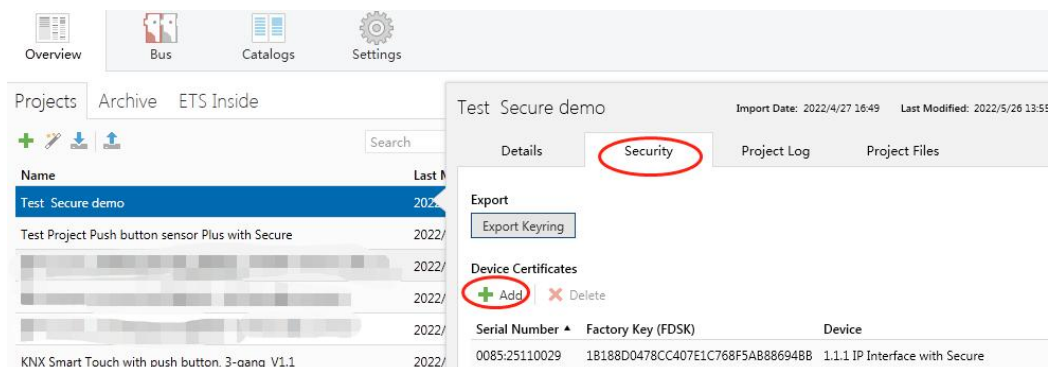 Overview Bus Catalogs Settings
Projects Archive ETS Inside
Search
Name Last M
Test Secure demo 202
Test Project Push button sensor Plus with Secure 2022/
2022/
2022/
2022/
KNX Smart Touch with push button, 3-gang V1.1 2022/
Test Secure demo Import Date: 2022/4/27 16:49 Last Modified: 2022/5/26 13:55
Details Security Project Log Project Files
Export
Export Keyring
Device Certificates
Add Delete
Serial Number Factory Key (FDSK) Device
0085:25110029 1B188D0478CC407E1C768F5AB88694BB 1.1.1 IP Interface with Secure